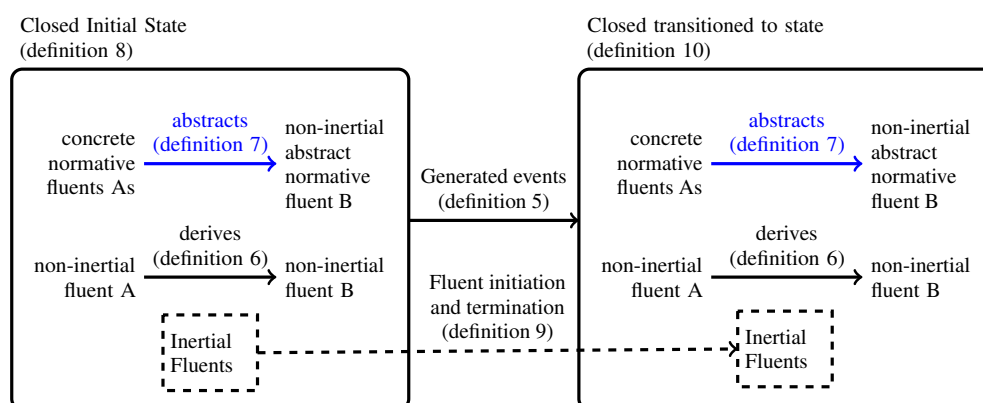 Closed Initial State
(definition 8)
Closed transitioned to state
(definition 10)
concrete
normative
fluents As
abstracts
(definition 7)
non-inertial
abstract
normative
fluent B
non-inertial
fluent A
derives
(definition 6)
non-inertial
fluent B
Inertial
Fluents
Generated events
(definition 5)
Fluent initiation
and termination
(definition 9)
concrete
normative
fluents As
abstracts
(definition 7)
non-inertial
abstract
normative
fluent B
non-inertial
fluent A
derives
(definition 6)
non-inertial
fluent B
Inertial
Fluents